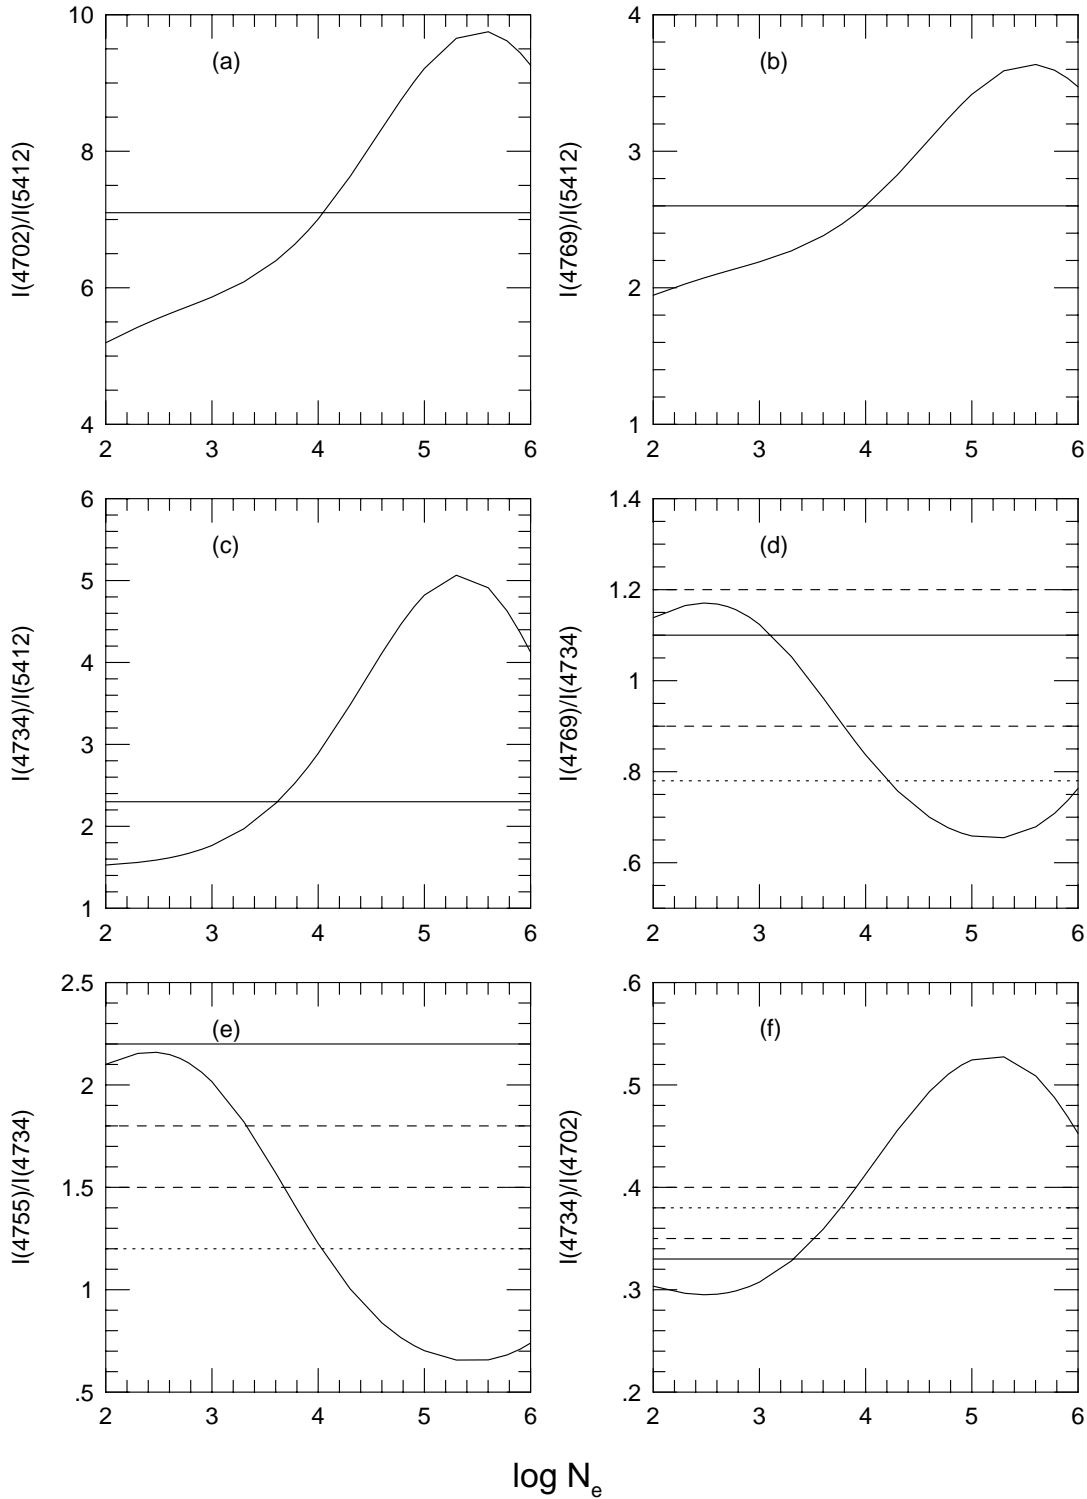 10
8
6
4
2 3 4 5 6
I(4702)/I(5412)
(a)
4
3
2
1
2 3 4 5 6
I(4769)/I(5412)
(b)
6
5
4
3
2
1
2 3 4 5 6
I(4734)/I(5412)
(c)
1.4
1.2
1
.8
.6
2 3 4 5 6
I(4769)/I(4734)
(d)
2.5
2
1.5
1
.5
2 3 4 5 6
I(4755)/I(4734)
(e)
.6
.5
.4
.3
.2
2 3 4 5 6
I(4734)/I(4702)
(f)
log N_e